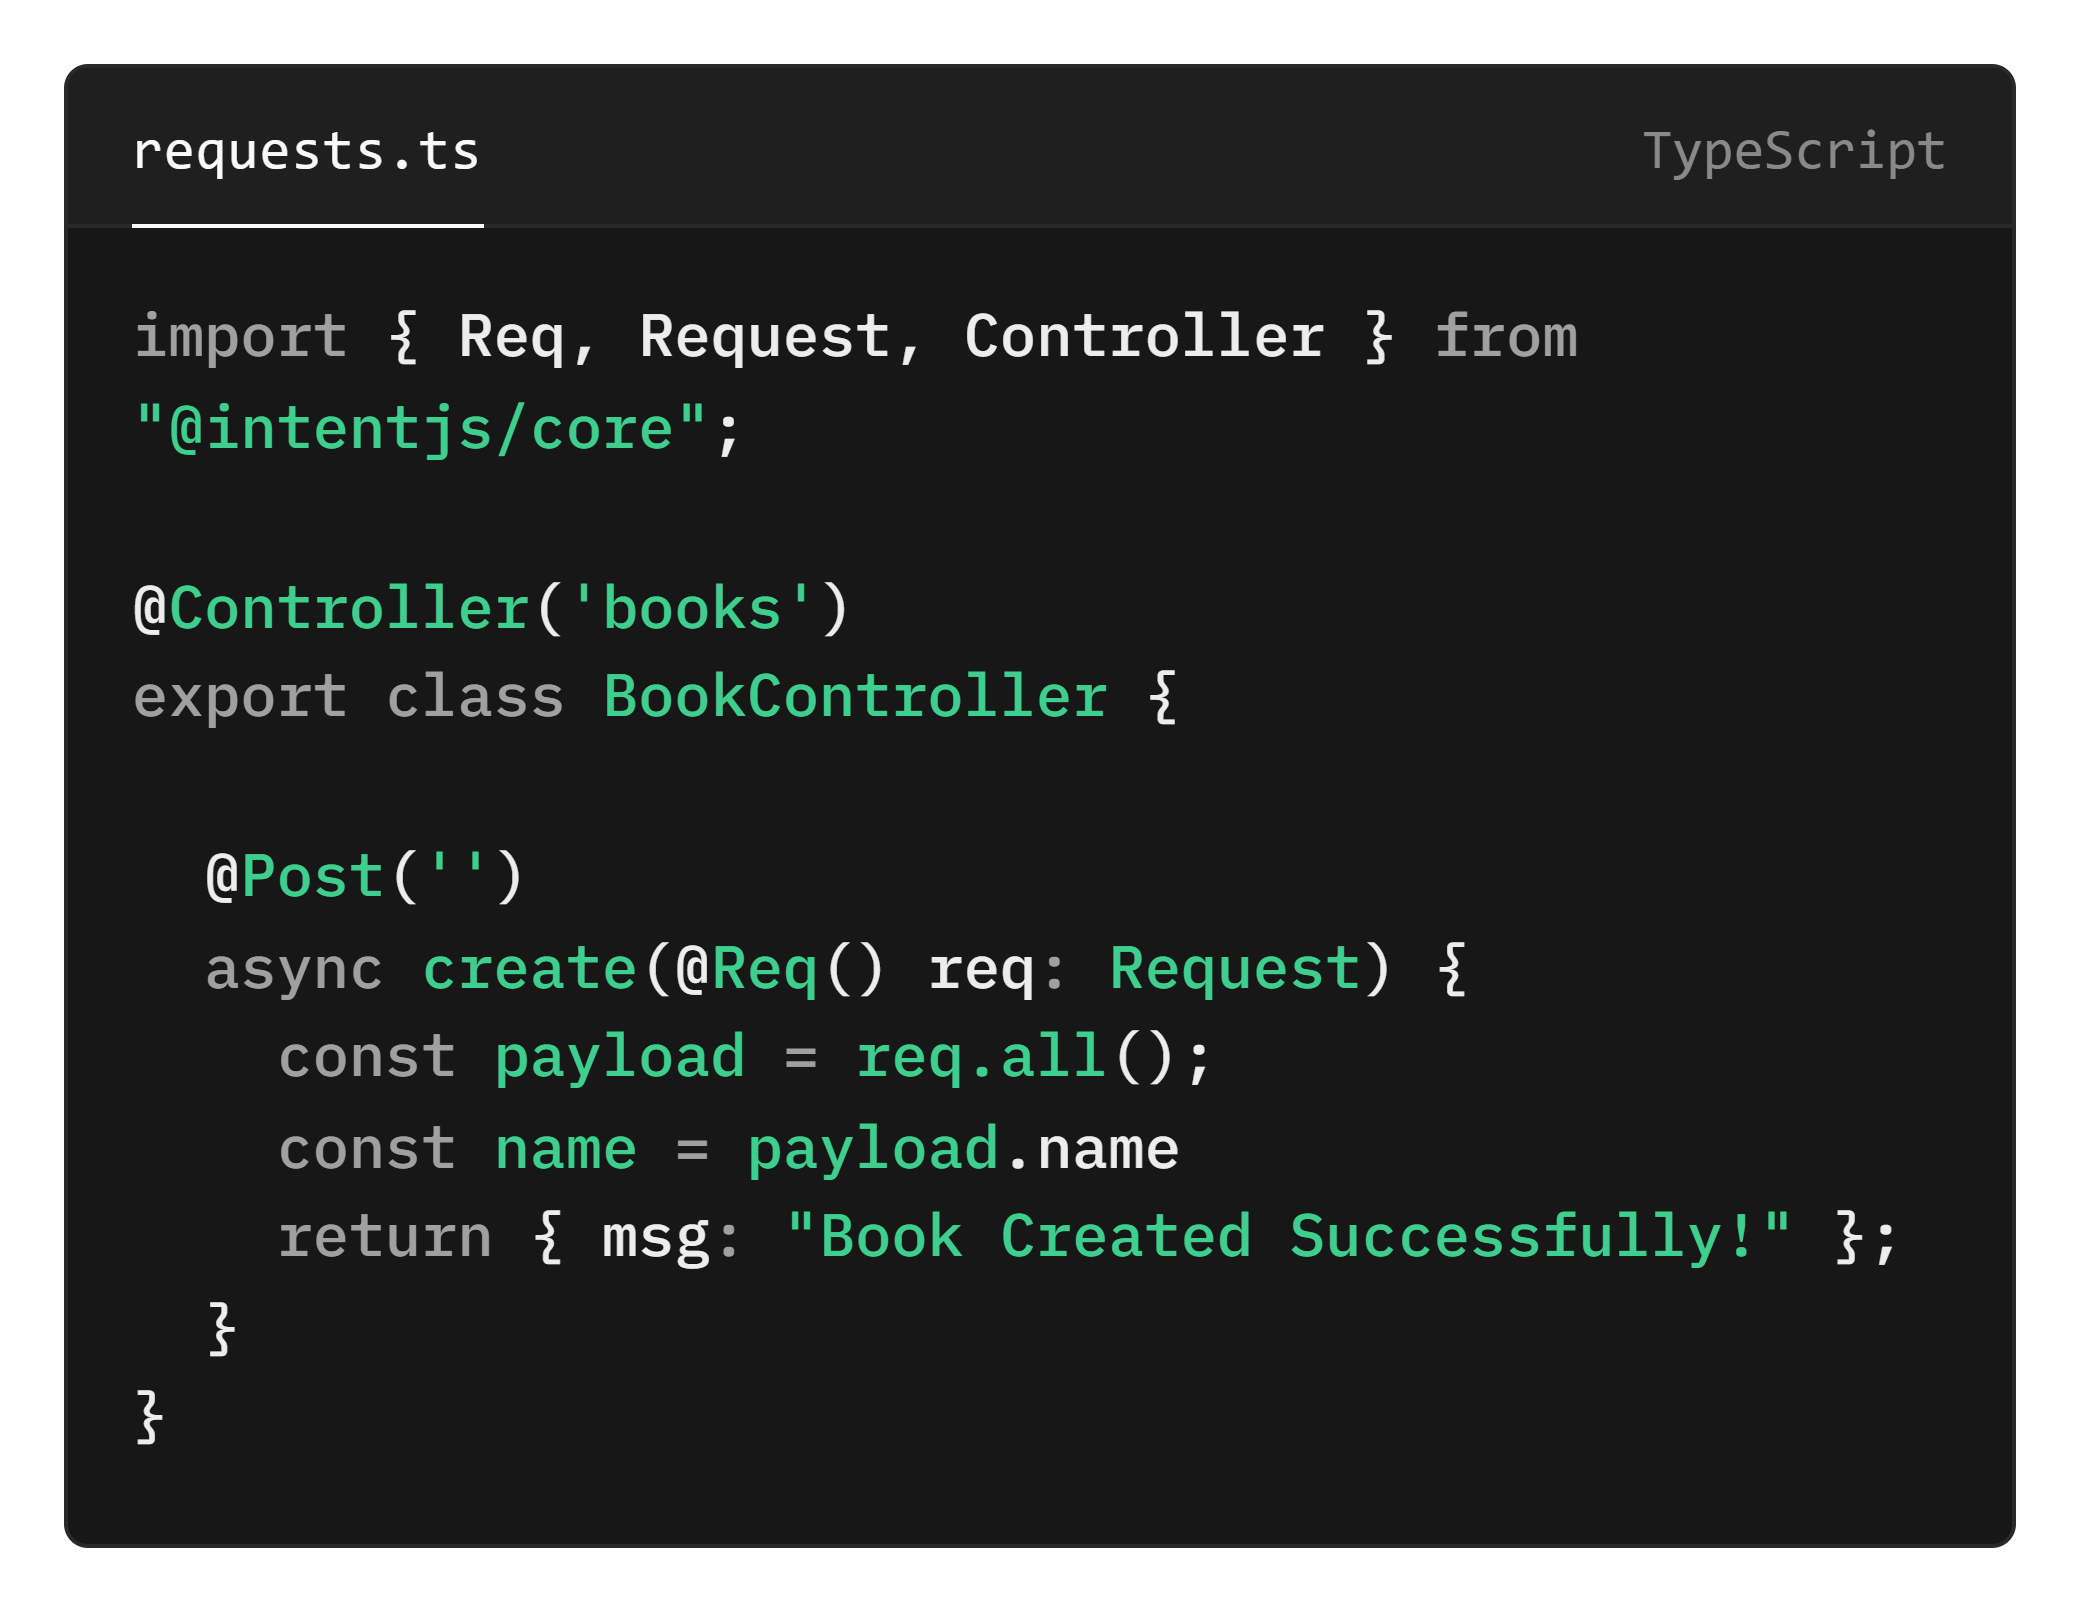 requests.ts
TypeScript
import { Req, Request, Controller } from
"@intentjs/core";
@Controller('books')
export class BookController {
@Post('')
async create(@Req() req: Request) {
const payload = req.all();
const name = payload.name
return { msg: "Book Created Successfully!" };
}
}